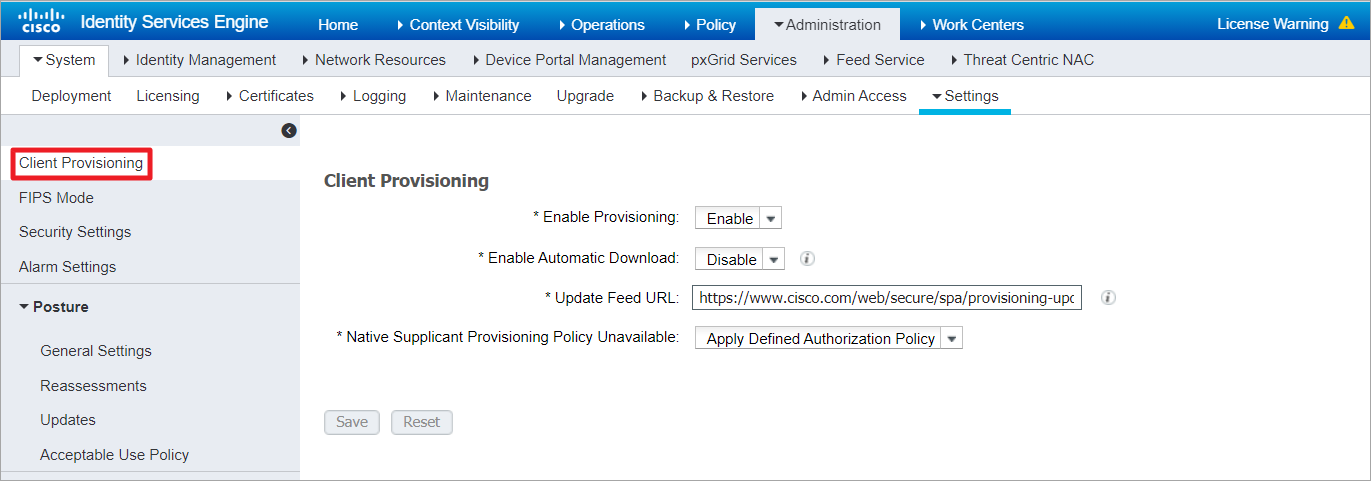 cisco Identity Services Engine Home Context Visibility Operations Policy Administration Work Centers License Warning
System Identity Management Network Resources Device Portal Management pxGrid Services Feed Service Threat Centric NAC
Deployment Licensing Certificates Logging Maintenance Upgrade Backup & Restore Admin Access Settings
Client Provisioning
FIPS Mode
Security Settings
Alarm Settings
Posture
General Settings
Reassessments
Updates
Acceptable Use Policy
Client Provisioning
* Enable Provisioning: Enable
* Enable Automatic Download: Disable
* Update Feed URL: https://www.cisco.com/web/secure/spa/provisioning-upd
* Native Supplicant Provisioning Policy Unavailable: Apply Defined Authorization Policy
Save Reset